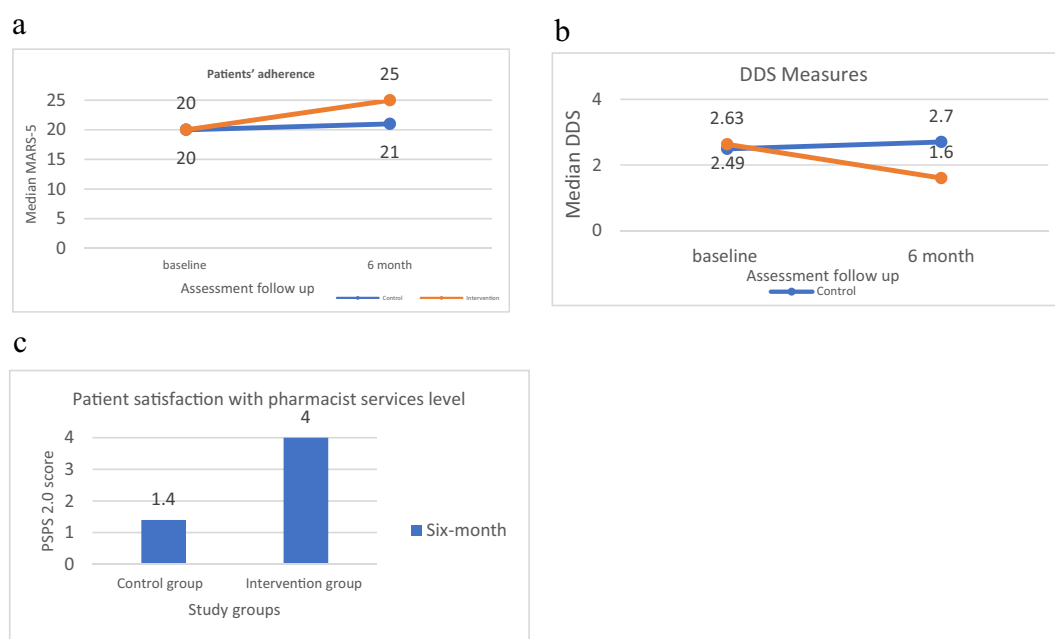 a
Patients' adherence
25
20
25
20
15
10
5
0
20
21
Median MARS-5
baseline
6 month
Assessment follow up
Control
Intervention
b
DDS Measures
4
2
0
2.63
2.7
2.49
1.6
Median DDS
baseline
6 month
Assessment follow up
Control
c
Patient satisfaction with pharmacist services level
4
3
2
1
0
1.4
4
PSPS 2.0 score
Control group
Intervention group
Study groups
Six-month